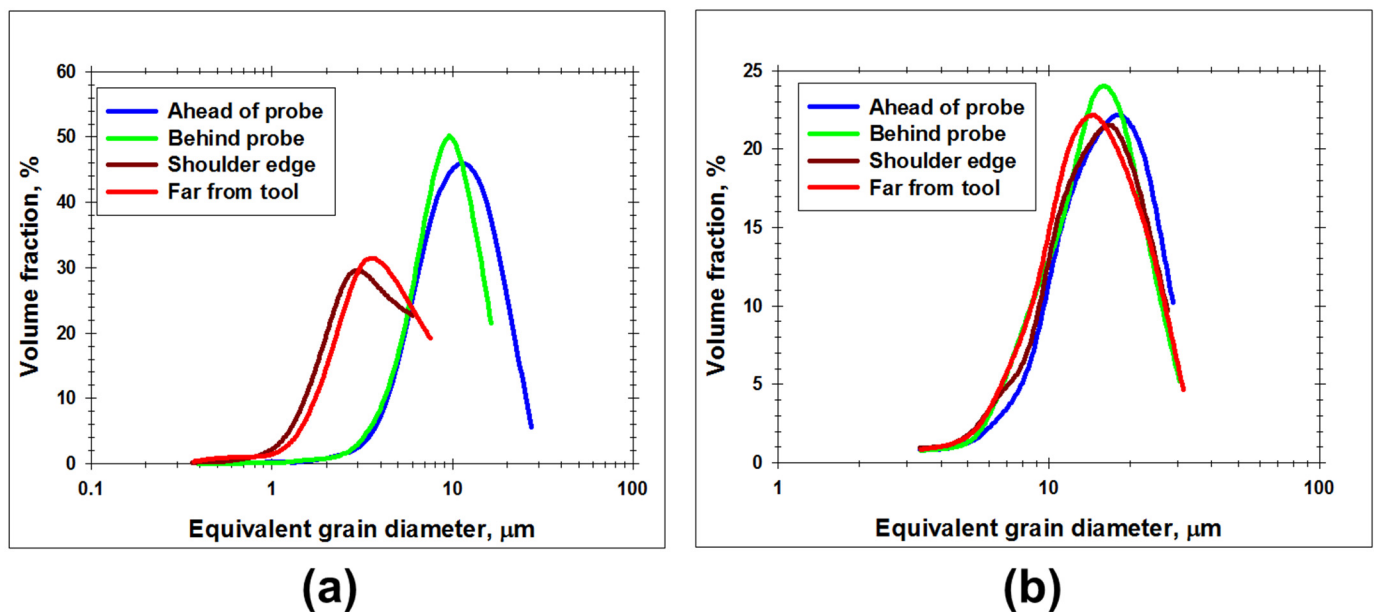 60
50
40
30
20
10
0
0.1
1
10
100
Volume fraction, %
Equivalent grain diameter, μm
Ahead of probe
Behind probe
Shoulder edge
Far from tool
(a)
25
20
15
10
5
0
1
10
100
Volume fraction, %
Equivalent grain diameter, μm
Ahead of probe
Behind probe
Shoulder edge
Far from tool
(b)